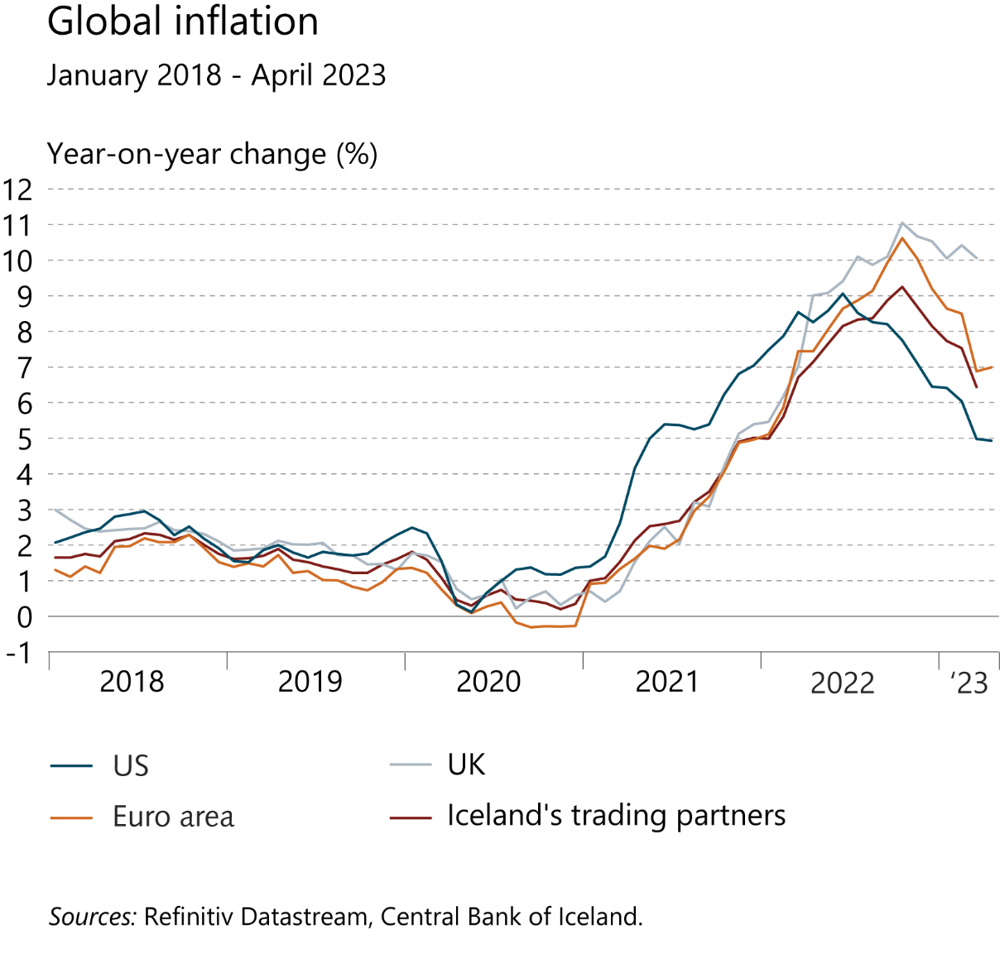 Global inflation
January 2018 - April 2023
Year-on-year change (%)
12
11
10
9
8
7
6
5
4
3
2
1
0
-1
2018 2019 2020 2021 2022 '23
US UK
Euro area Iceland's trading partners
Sources: Refinitiv Datastream, Central Bank of Iceland.